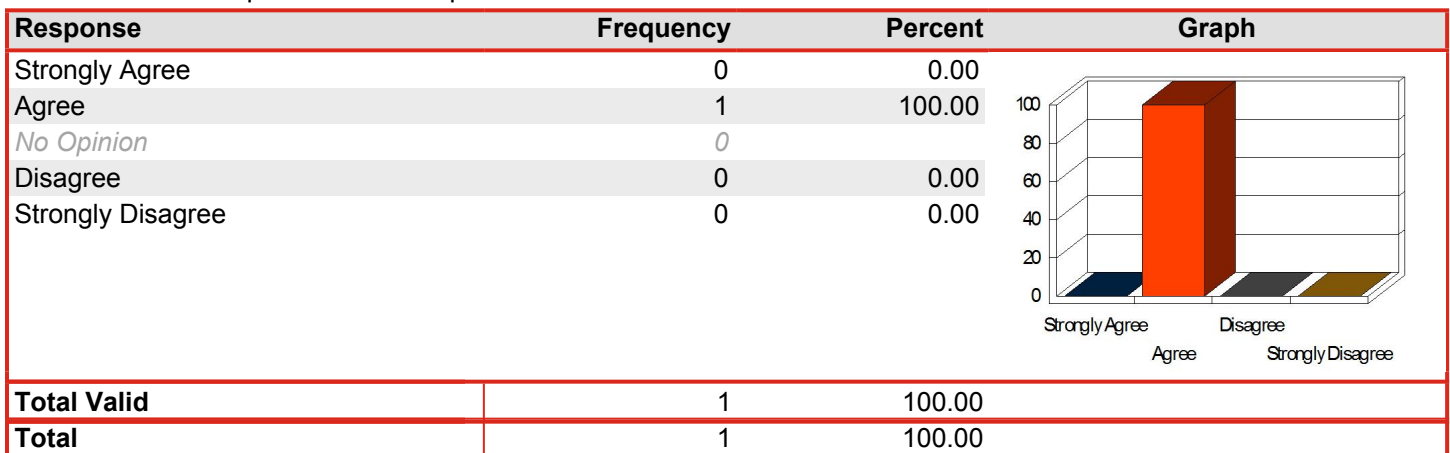 Response Frequency Percent Graph
Strongly Agree 0 0.00
Agree 1 100.00
No Opinion 0
Disagree 0 0.00
Strongly Disagree 0 0.00
100
80
60
40
20
0
Strongly Agree Disagree
Agree Strongly Disagree
Total Valid 1 100.00
Total 1 100.00